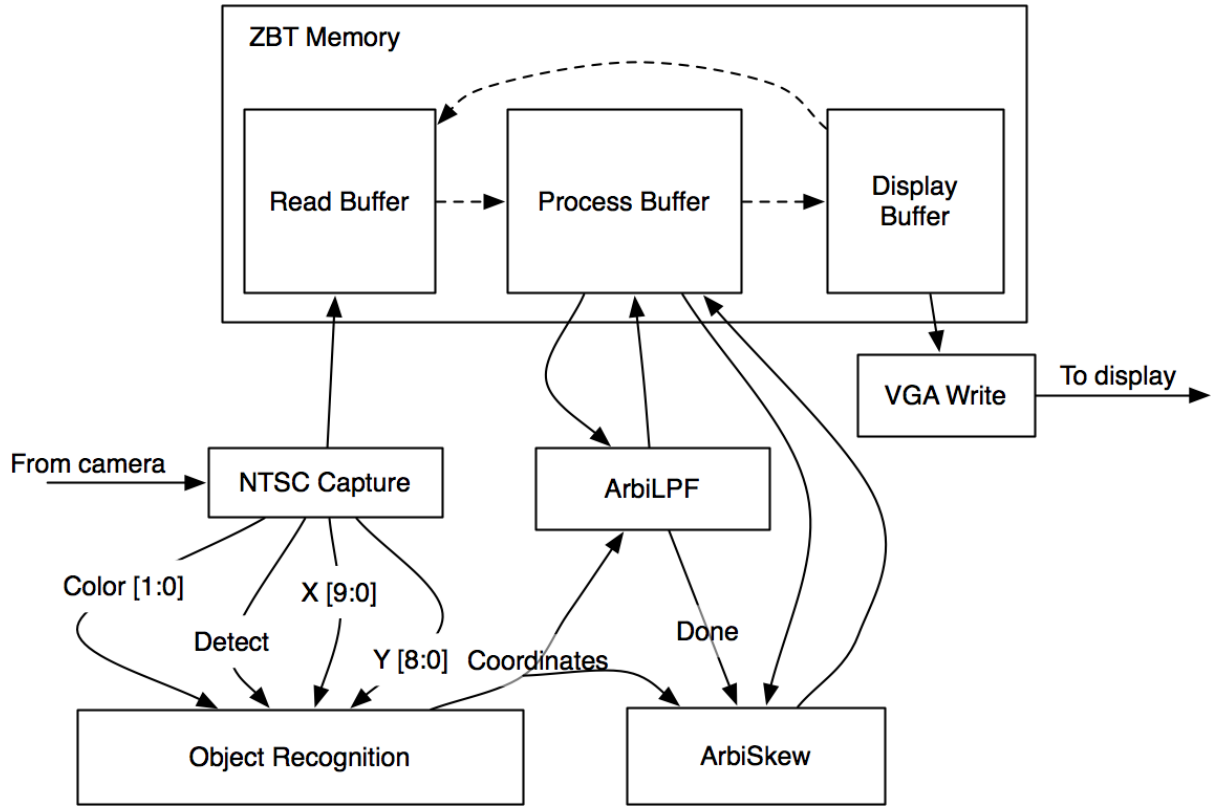 ZBT Memory
Read Buffer
Process Buffer
Display
Buffer
VGA Write
To display
From camera
NTSC Capture
ArbiLPF
Color [1:0]
X [9:0]
Detect
Y [8:0]
Coordinates
Done
Object Recognition
ArbiSkew